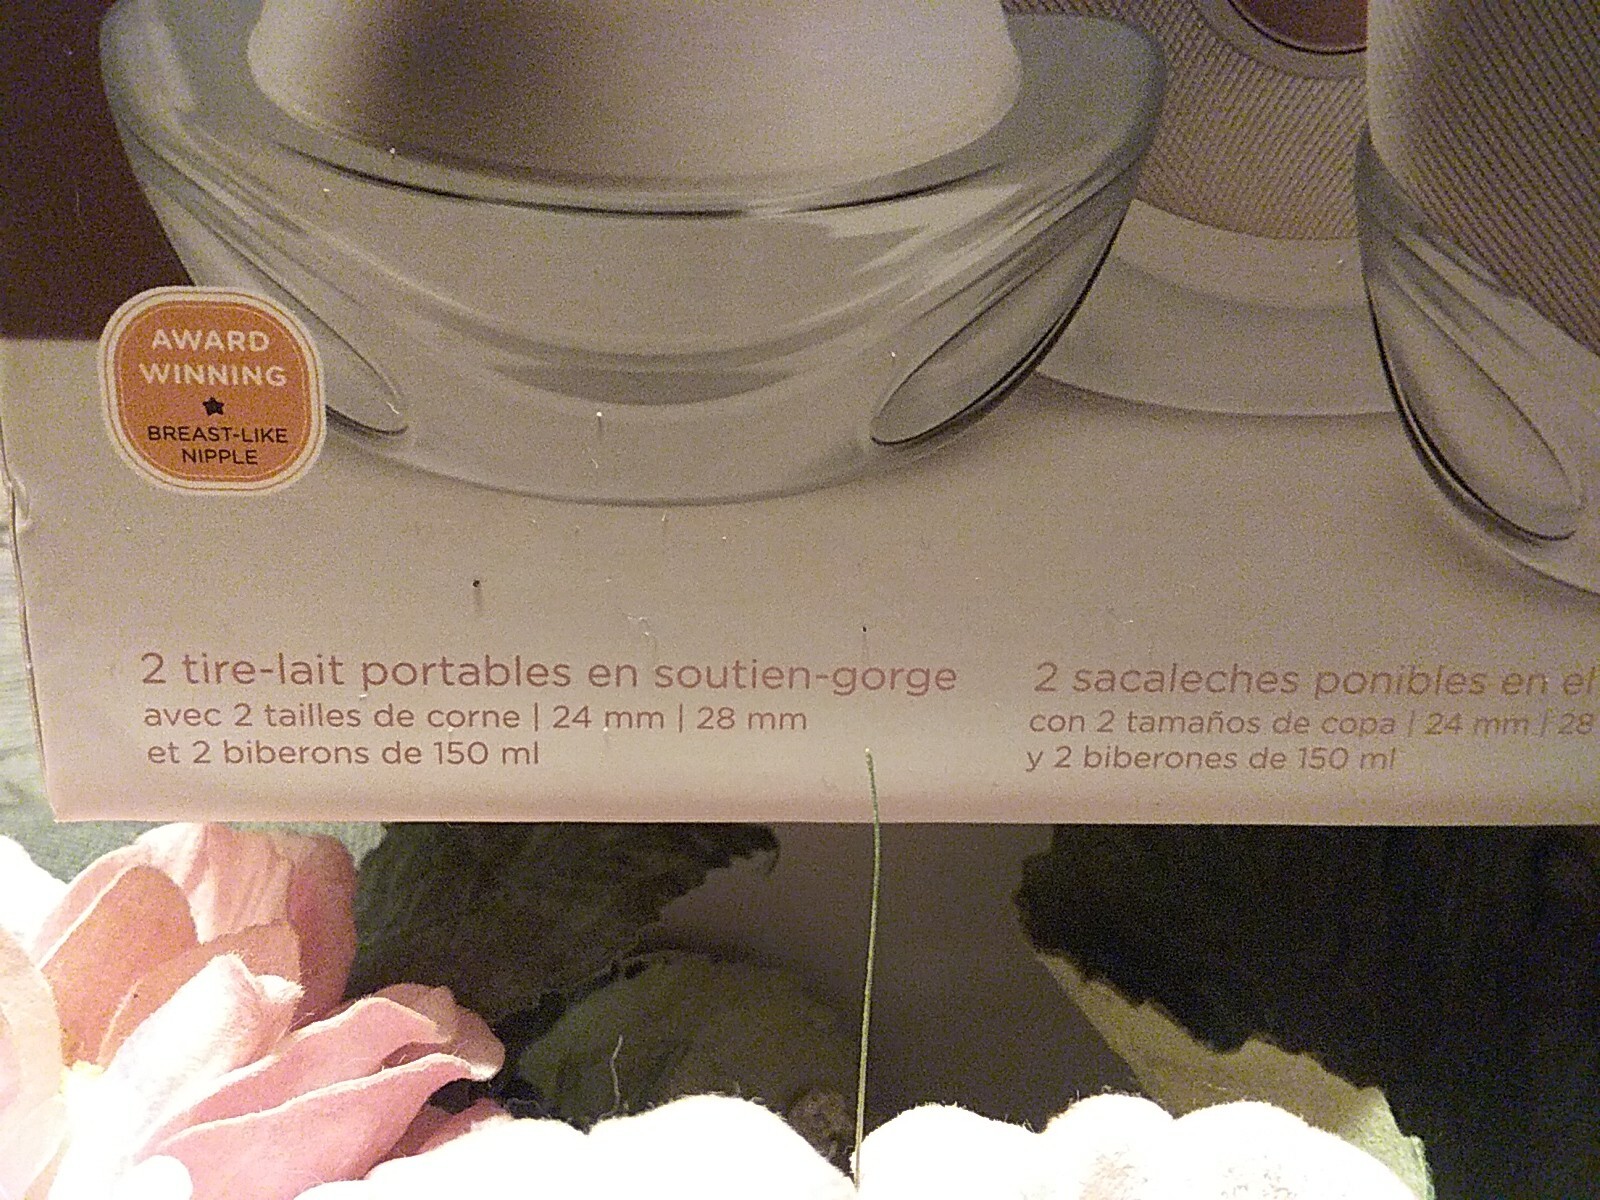 AWARD
WINNING
BREAST-LIKE
NIPPLE
2 tire-lait portables en soutien-gorge
avec 2 tailles de corne | 24 mm | 28 mm
et 2 biberons de 150 ml
2 sacaleches ponibles en el
con 2 tamaños de copa | 24 mm | 28
y 2 biberones de 150 ml